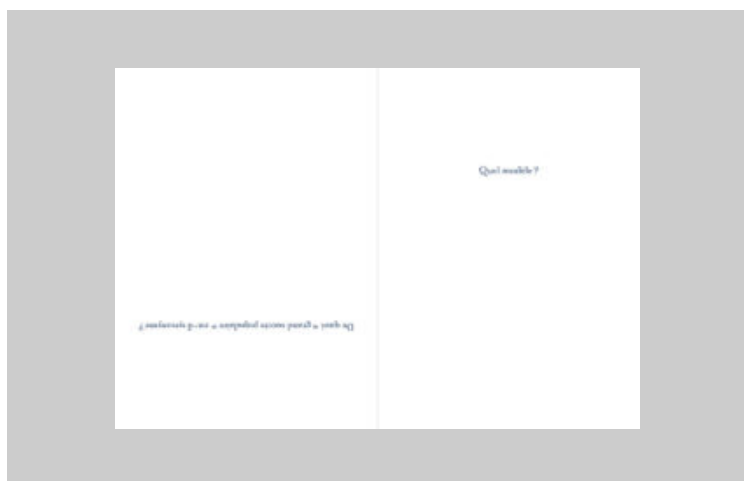 De quoi « grand succès populaire » est-il synonyme ?
Quel modèle ?